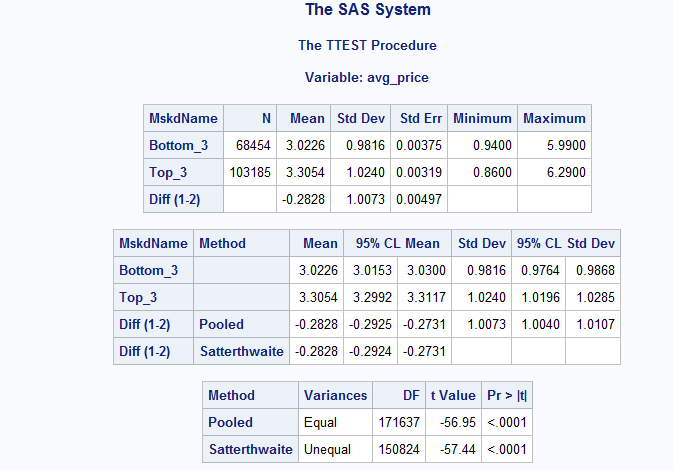 The SAS System
The TTEST Procedure
Variable: avg_price
MskdName N Mean Std Dev Std Err Minimum Maximum
Bottom_3 68454 3.0226 0.9816 0.00375 0.9400 5.9900
Top_3 103185 3.3054 1.0240 0.00319 0.8600 6.2900
Diff (1-2) -0.2828 1.0073 0.00497
MskdName Method Mean 95% CL Mean Std Dev 95% CL Std Dev
Bottom_3 3.0226 3.0153 3.0300 0.9816 0.9764 0.9868
Top_3 3.3054 3.2992 3.3117 1.0240 1.0196 1.0285
Diff (1-2) Pooled -0.2828 -0.2925 -0.2731 1.0073 1.0040 1.0107
Diff (1-2) Satterthwaite -0.2828 -0.2924 -0.2731
Method Variances DF t Value Pr > |t|
Pooled Equal 171637 -56.95 <.0001
Satterthwaite Unequal 150824 -57.44 <.0001